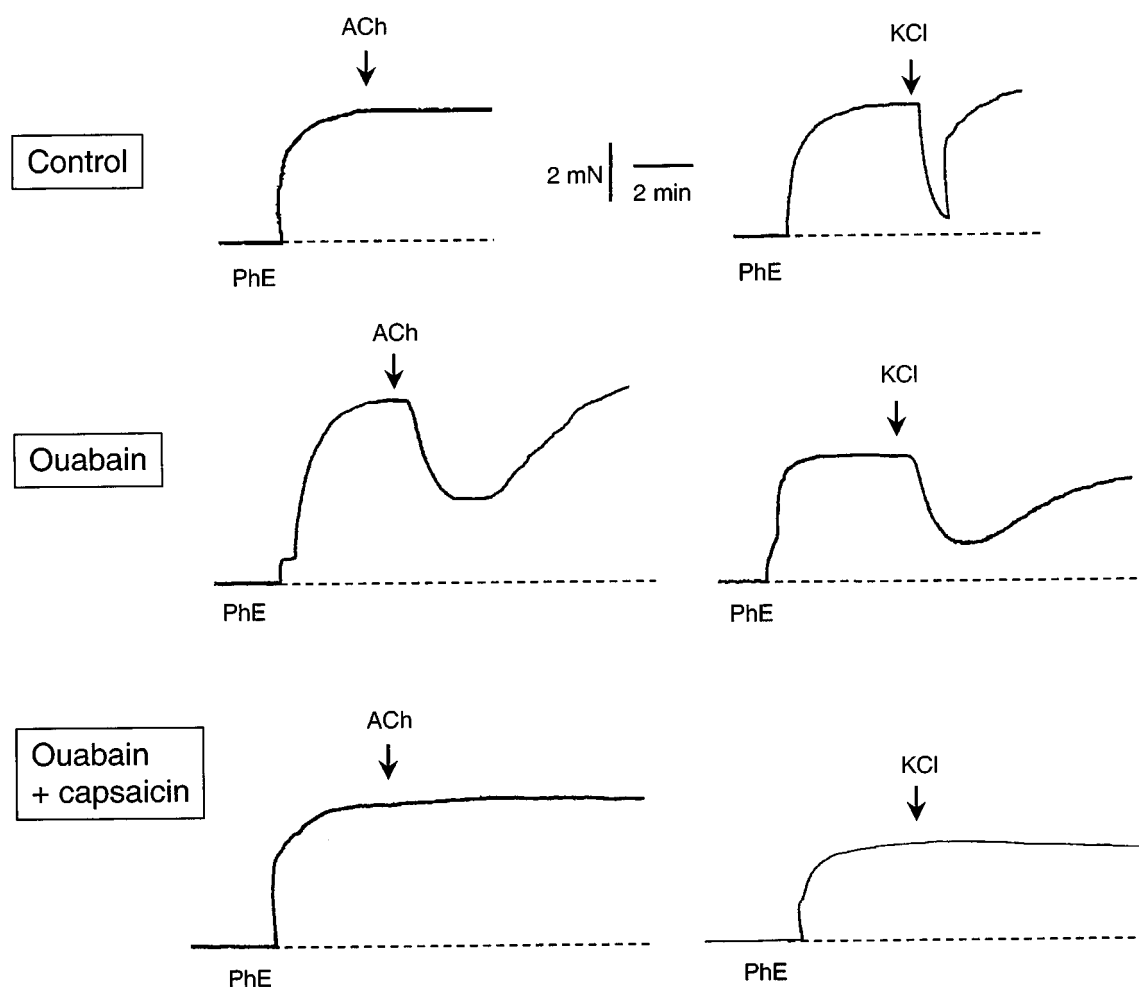 ACh
KCl
Control
2 mN
2 min
PhE
PhE
ACh
KCl
Ouabain
PhE
PhE
ACh
KCl
Ouabain
+ capsaicin
PhE
PhE